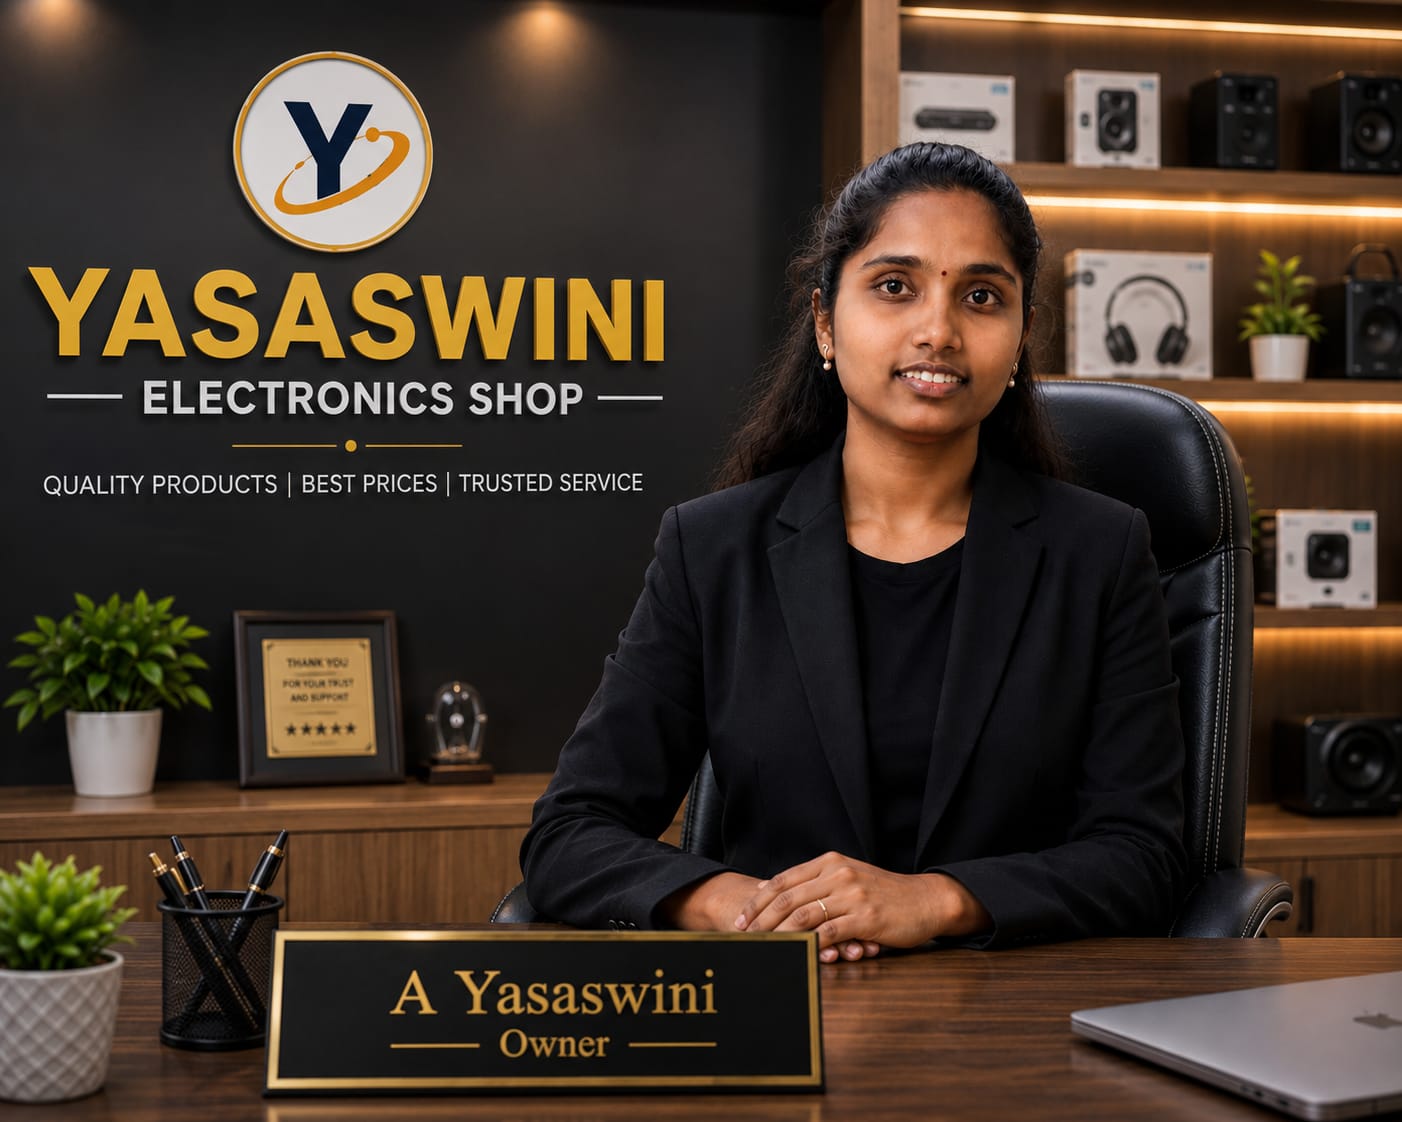 Y
YASASWINI
ELECTRONICS SHOP
QUALITY PRODUCTS | BEST PRICES | TRUSTED SERVICE
THANK YOU
FOR YOUR TRUST
AND SUPPORT
A Yasaswini
Owner